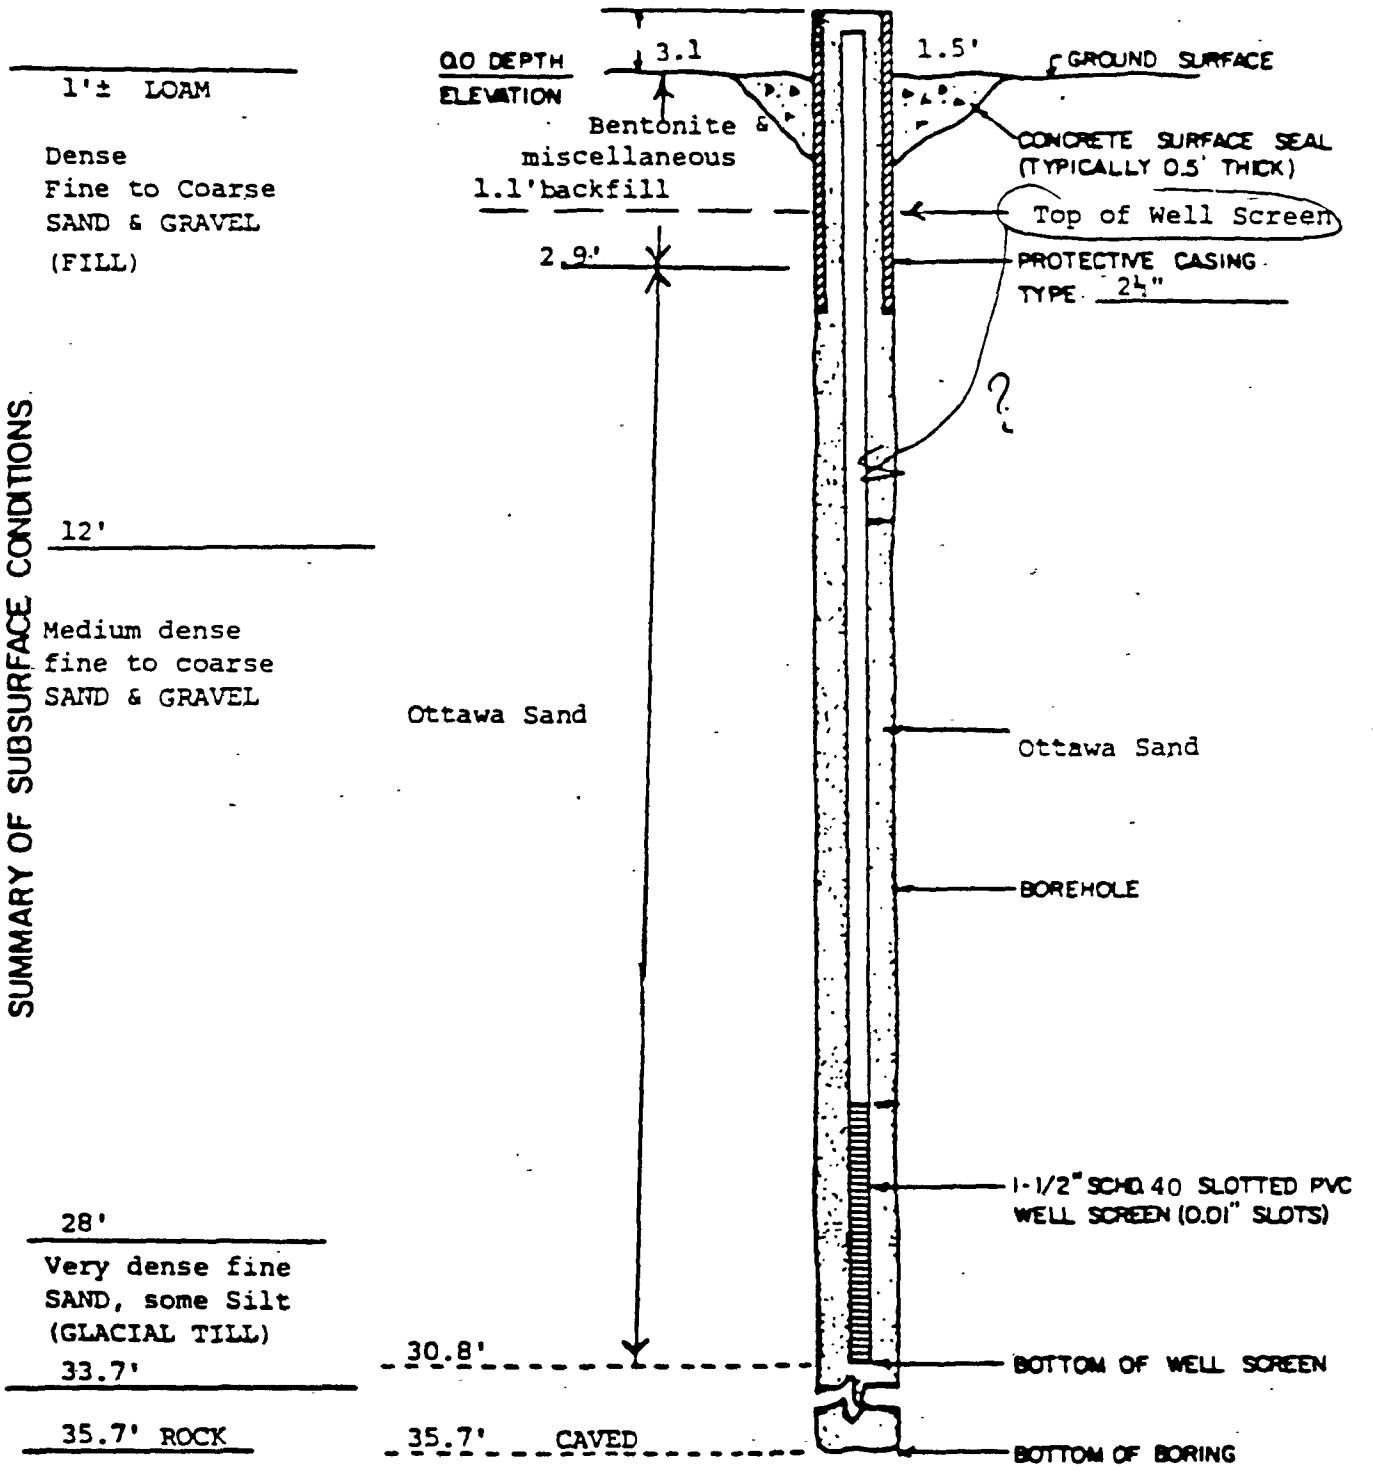 3.1
1.5'
0.0 DEPTH
ELEVATION
GROUND SURFACE
1'± LOAM
Bentonite &
miscellaneous
1.1' backfill
CONCRETE SURFACE SEAL
(TYPICALLY 0.5' THICK)
Dense
Fine to Coarse
SAND & GRAVEL
(FILL)
Top of Well Screen
2.9'
PROTECTIVE CASING
TYPE 2½"
?
SUMMARY OF SUBSURFACE CONDITIONS
12'
Medium dense
fine to coarse
SAND & GRAVEL
Ottawa Sand
Ottawa Sand
BOREHOLE
1-1/2" SCHD. 40 SLOTTED PVC
WELL SCREEN (0.01" SLOTS)
28'
Very dense fine
SAND, some Silt
(GLACIAL TILL)
30.8'
BOTTOM OF WELL SCREEN
33.7'
35.7' ROCK
35.7' CAVED
BOTTOM OF BORING